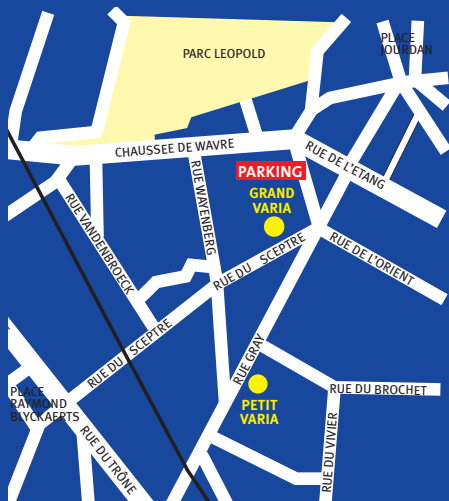 PARC LEOPOLD
PLACE
JOURDAN
CHAUSSEE DE WAVRE
RUE DE L'ETANG
PARKING
GRAND
VARIA
RUE WAYENBERG
RUE VANDENBROECK
RUE DU SCEPTRE
RUE DE L'ORIENT
RUE DU SCEPTRE
RUE GRAY
PLACE
RAYMOND
BLYCKAERTS
PETIT
VARIA
RUE DU BROCHET
RUE DU VIVIER
RUE DU TRÔNE